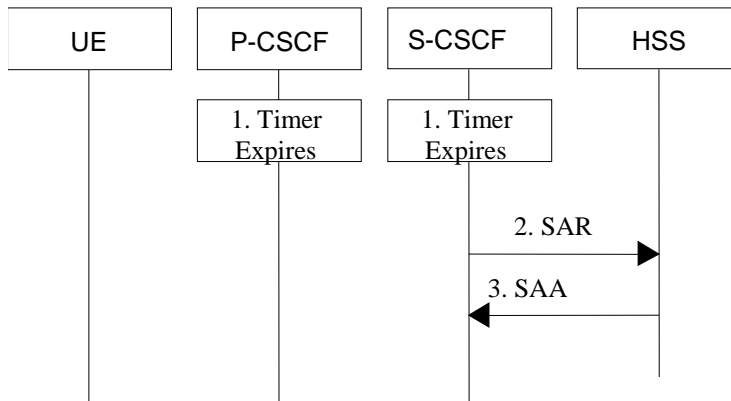 UE
P-CSCF
S-CSCF
HSS
1. Timer
Expires
1. Timer
Expires
2. SAR
3. SAA